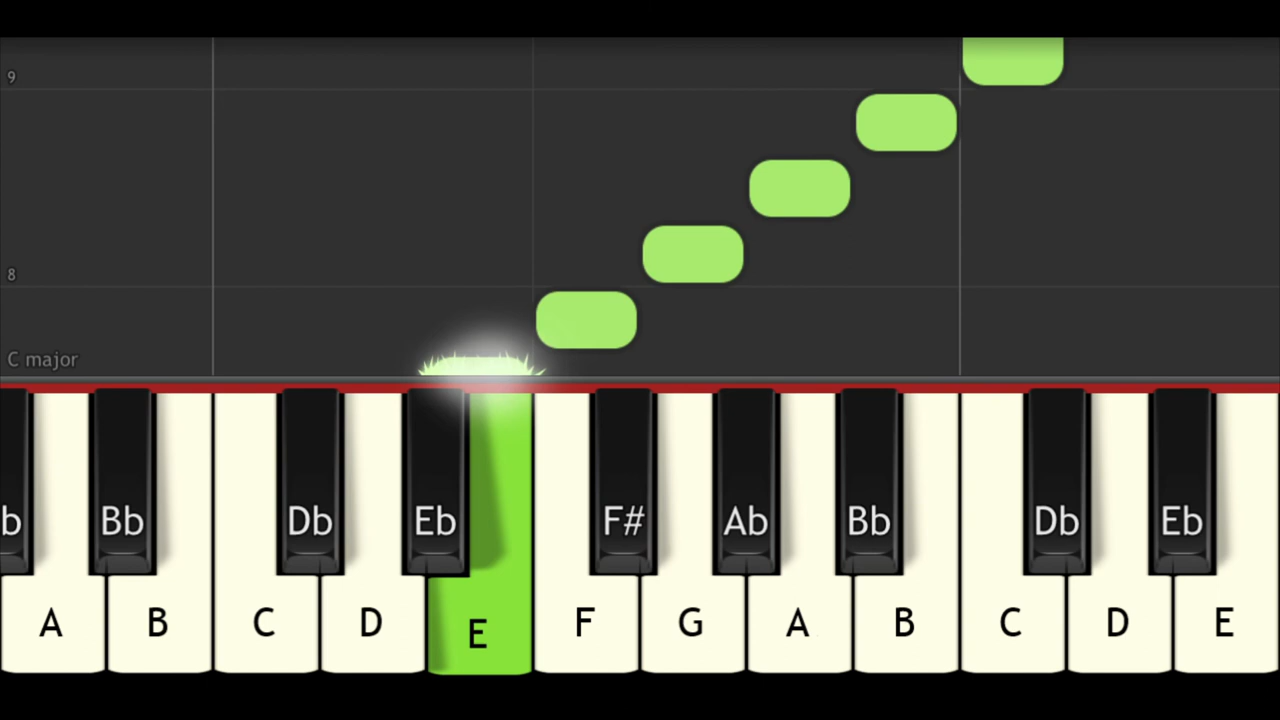 9
8
C major
b Bb Db Eb F# Ab Bb Db Eb
A B C D E F G A B C D E